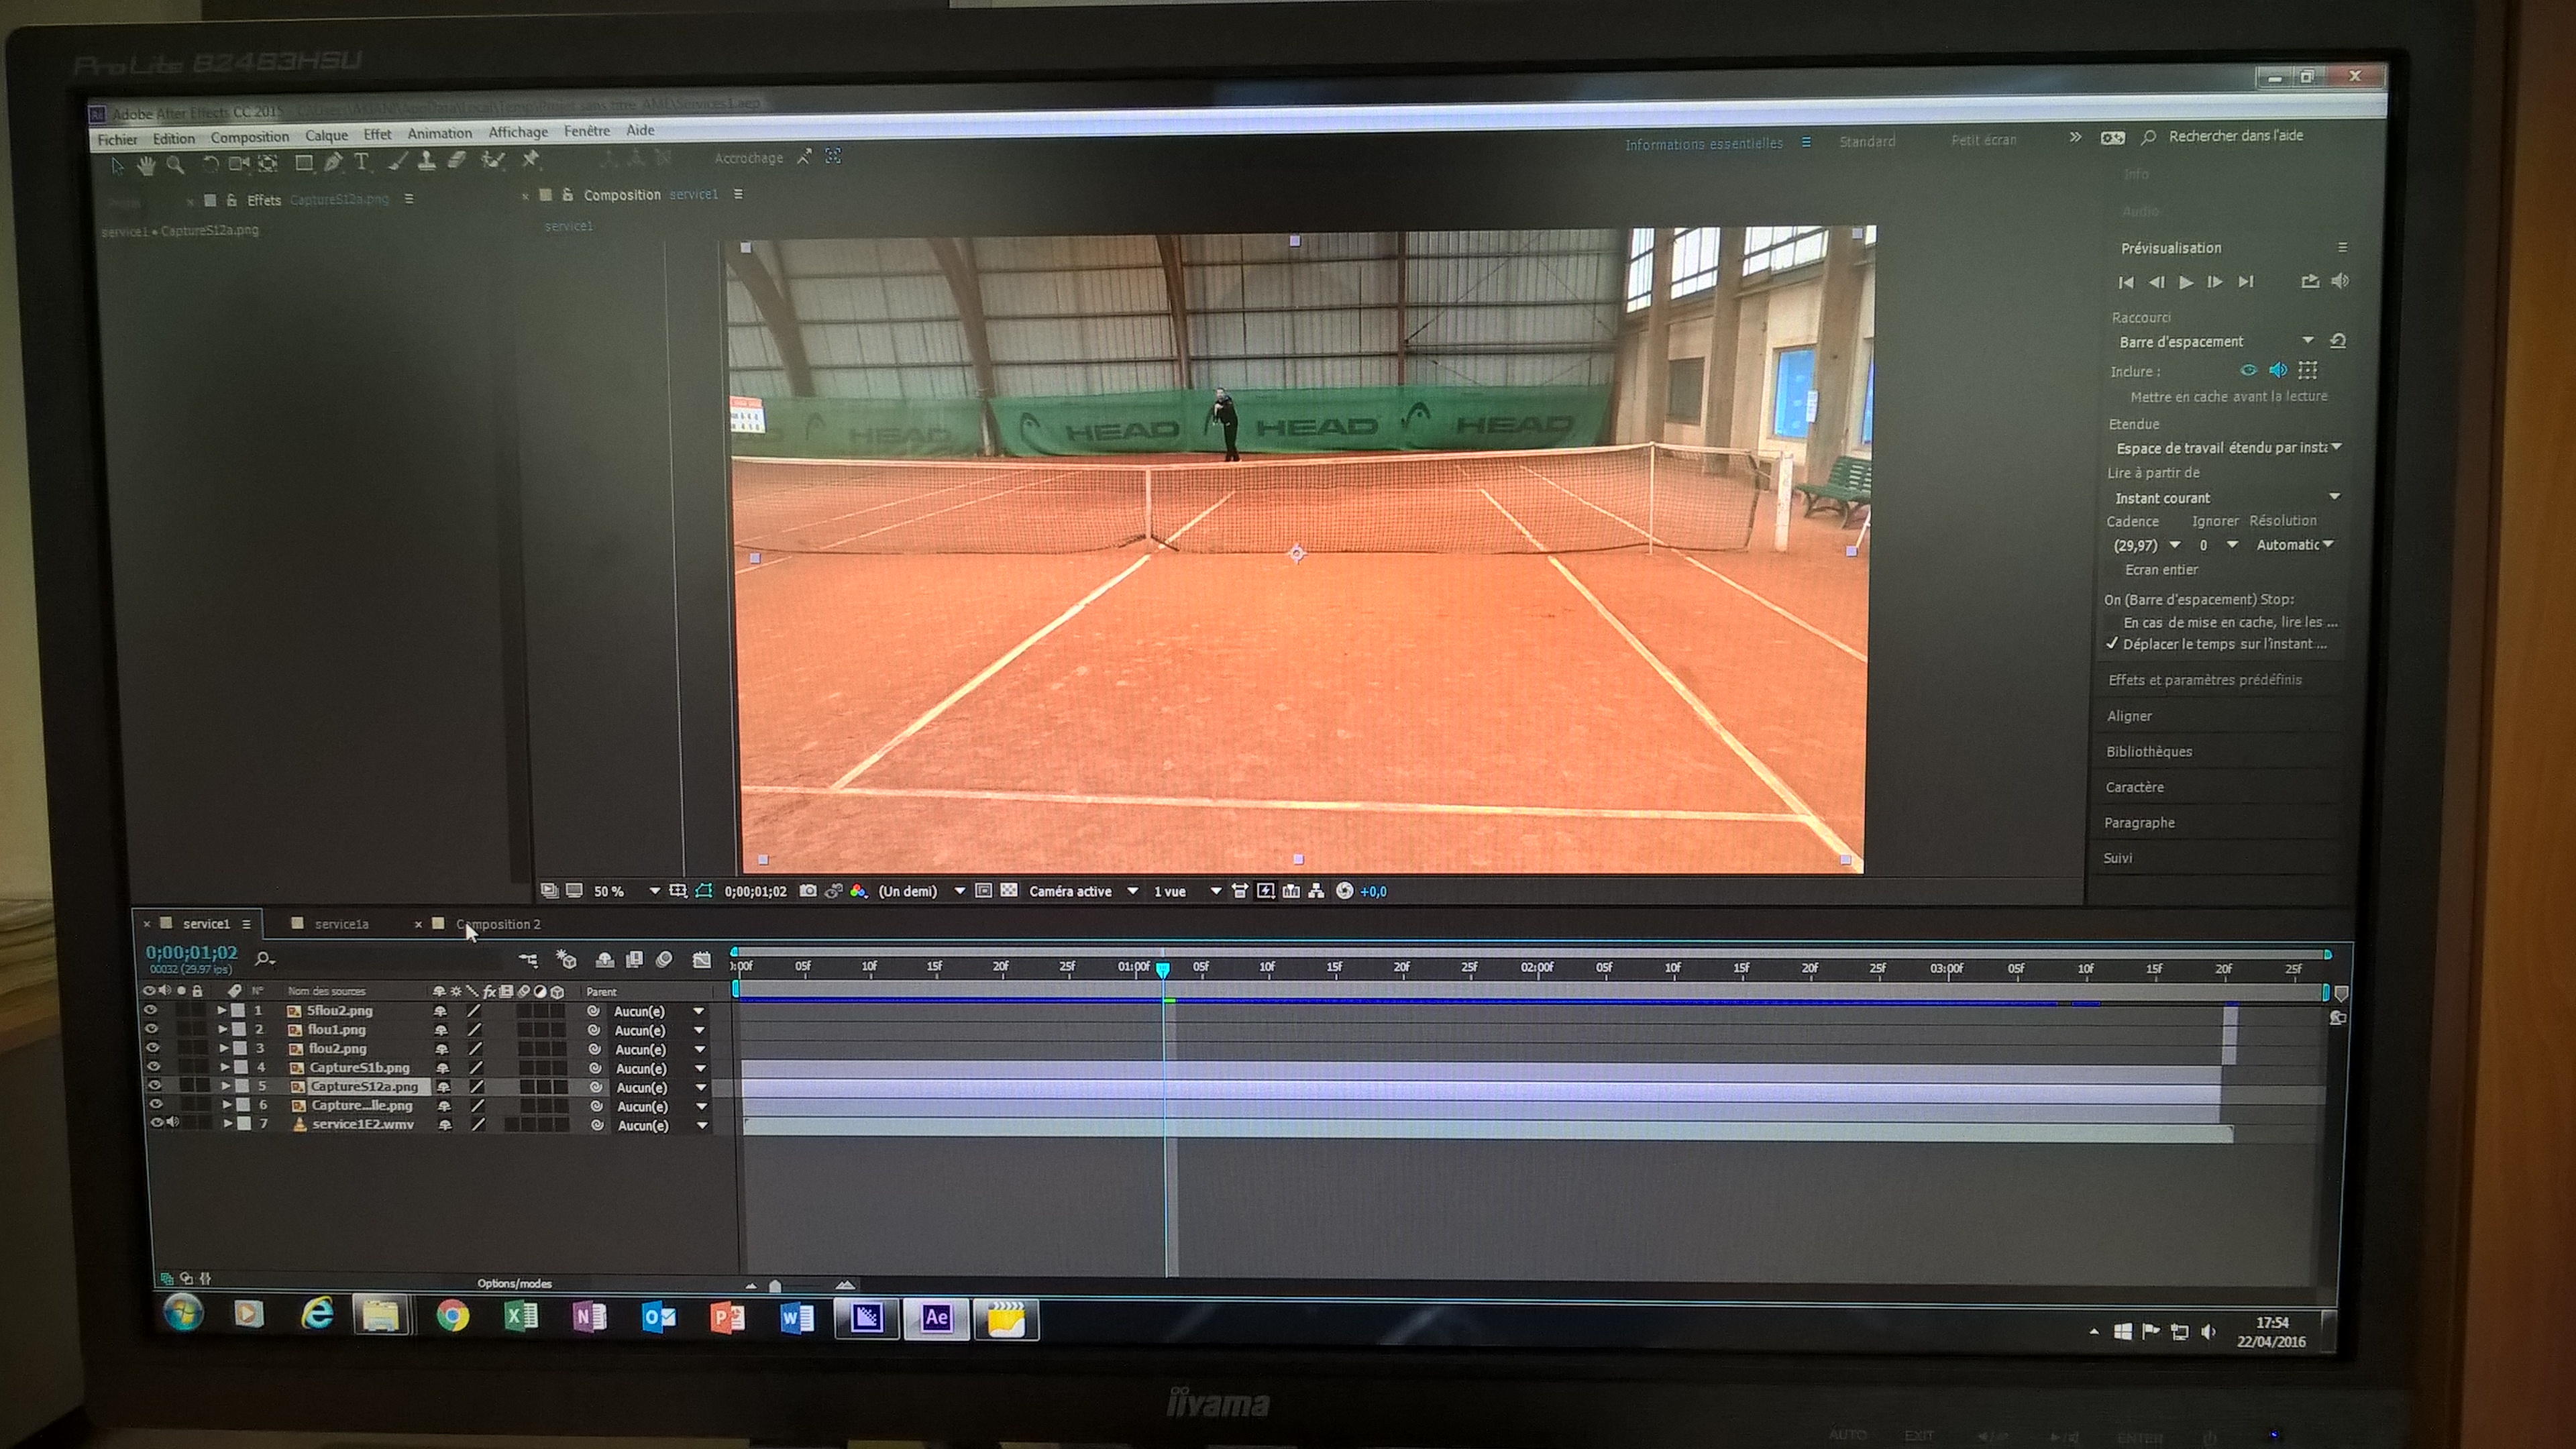 ProLite B2483HSU
Adobe After Effects CC 2015
Fichier Edition Composition Calque Effet Animation Affichage Fenêtre Aide
Accrochage
Informations essentielles Standard Petit écran Rechercher dans l'aide
Effets CaptureS12a.png
Composition service1
service1 • CaptureS12a.png
service1
HEAD HEAD HEAD HEAD
Info
Audio
Prévisualisation
Raccourci
Barre d'espacement
Inclure :
Mettre en cache avant la lecture
Etendue
Espace de travail étendu par insta
Lire à partir de
Instant courant
Cadence Ignorer Résolution
(29,97) 0 Automatic
Ecran entier
On (Barre d'espacement) Stop:
En cas de mise en cache, lire les ...
Déplacer le temps sur l'instant ...
Effets et paramètres prédéfinis
Aligner
Bibliothèques
Caractère
Paragraphe
Suivi
50 % 0;00;01;02 (Un demi) Caméra active 1 vue +0,0
service1 service1a Composition 2
0;00;01;02
00032 (29.97 ips)
:00f 05f 10f 15f 20f 25f 01:00f 05f 10f 15f 20f 25f 02:00f 05f 10f 15f 20f 25f 03:00f 05f 10f 15f 20f 25f
N° Nom des sources fx Parent
1 Sflou2.png Aucun(e)
2 flou1.png Aucun(e)
3 flou2.png Aucun(e)
4 CaptureS1b.png Aucun(e)
5 CaptureS12a.png Aucun(e)
6 Capture...lle.png Aucun(e)
7 service1E2.wmv Aucun(e)
Options/modes
Ae
17:54
22/04/2016
iiyama
AUTO EXIT ENTER